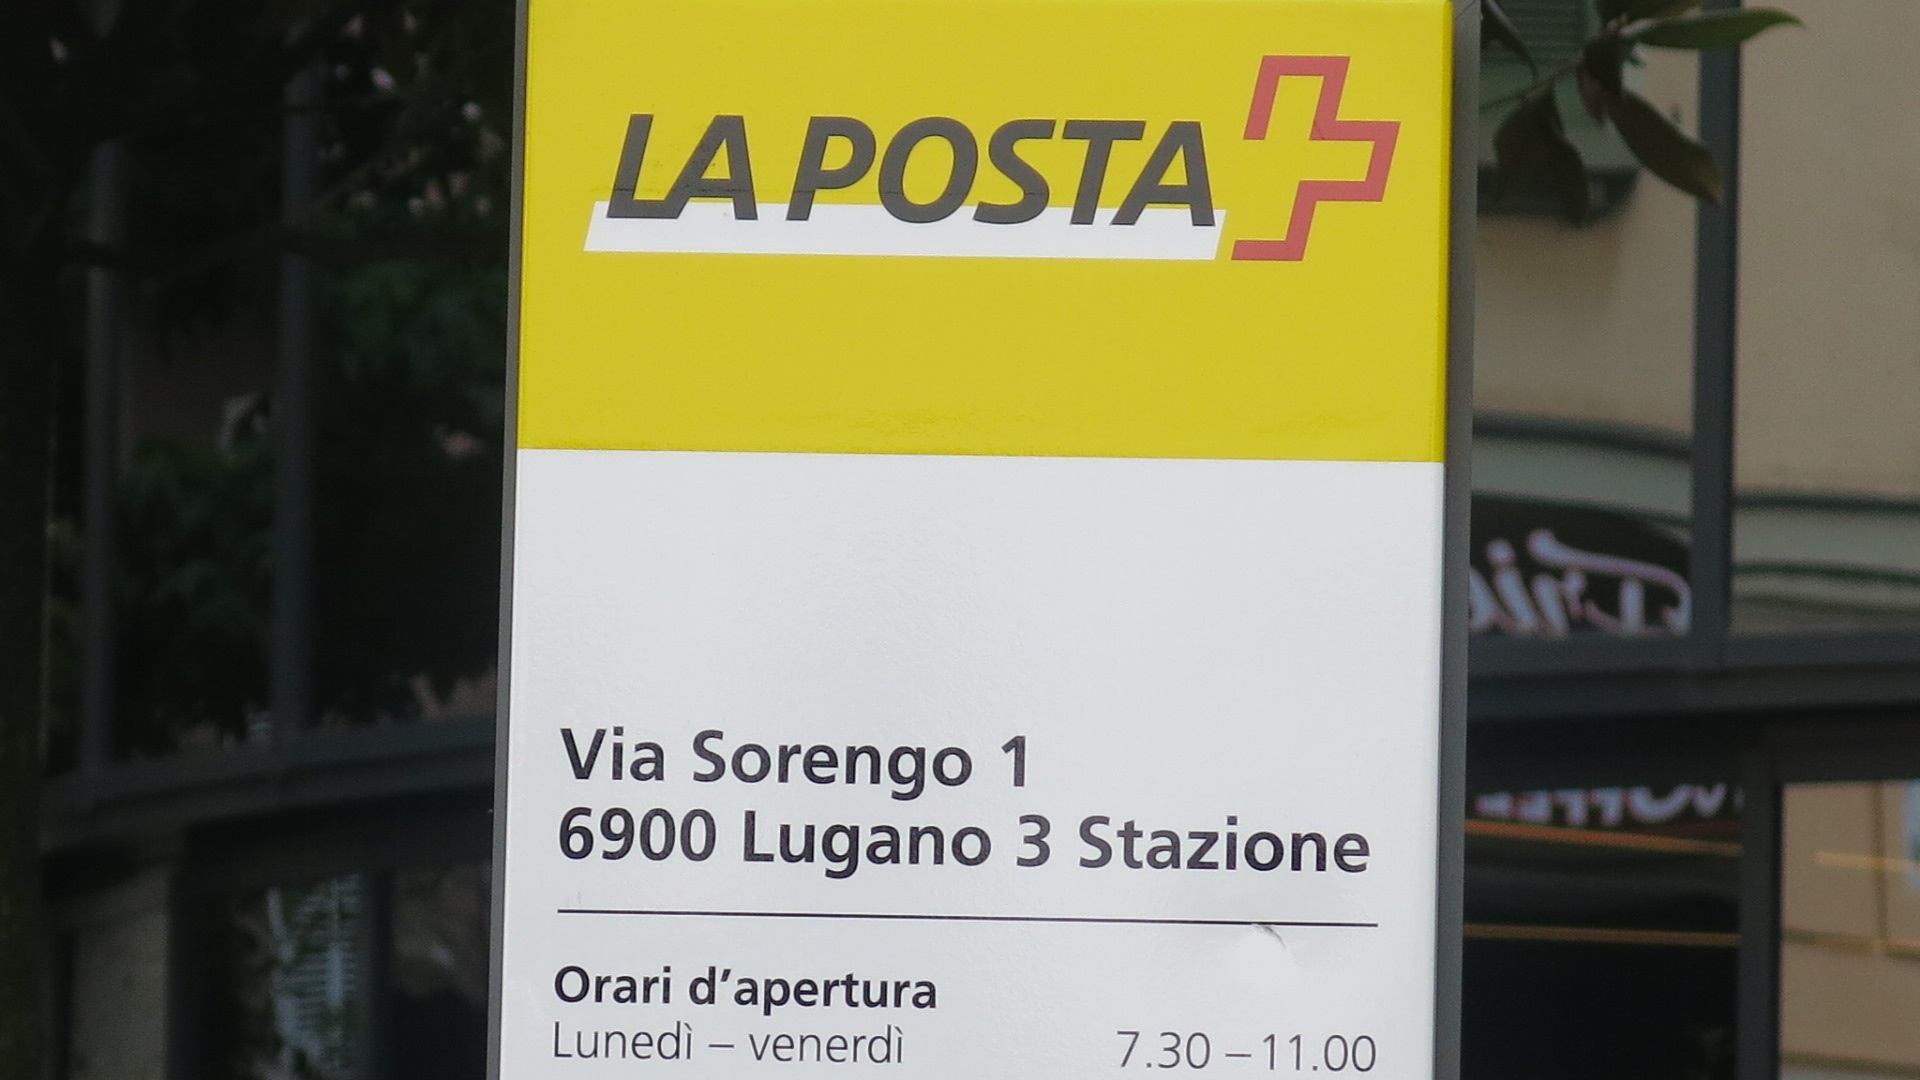 LA POSTA
Via Sorengo 1
6900 Lugano 3 Stazione
Orari d’apertura
Lunedì – venerdì 7.30 – 11.00